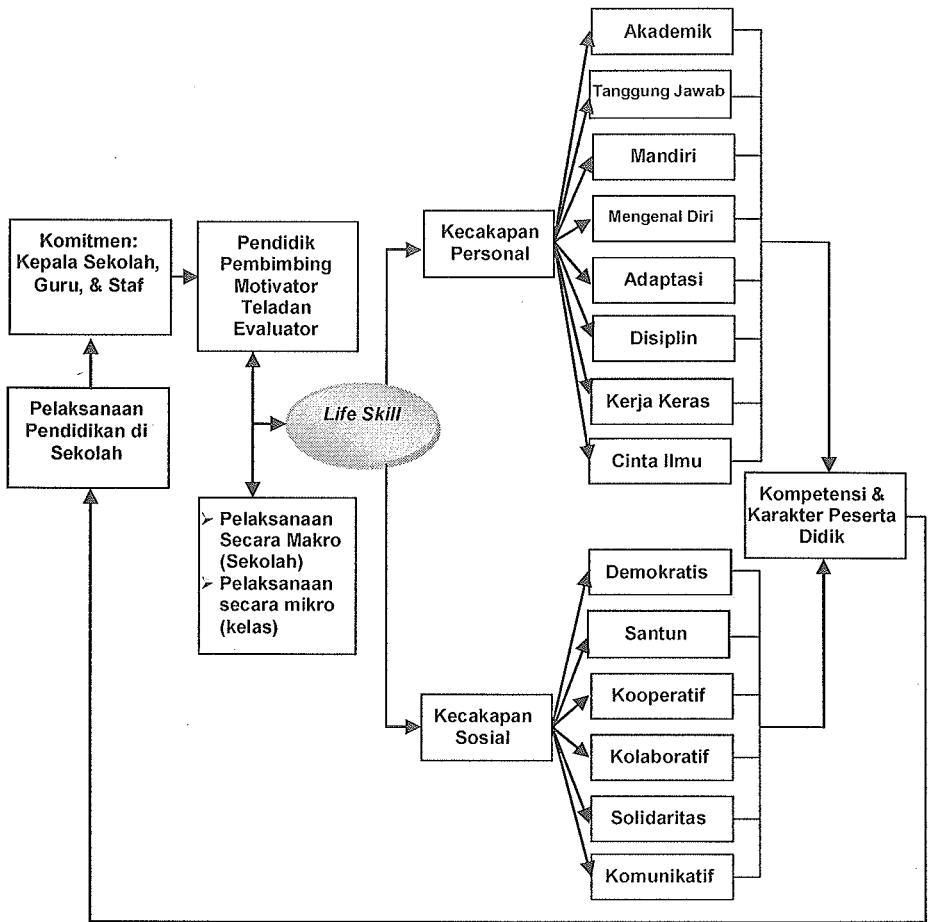 Komitmen:
Kepala Sekolah,
Guru, & Staf
Pelaksanaan
Pendidikan di
Sekolah
Pendidik
Pembimbing
Motivator
Teladan
Evaluator
Life Skill
➢ Pelaksanaan
Secara Makro
(Sekolah)
➢ Pelaksanaan
secara mikro
(kelas)
Kecakapan
Personal
Kecakapan
Sosial
Akademik
Tanggung Jawab
Mandiri
Mengenal Diri
Adaptasi
Disiplin
Kerja Keras
Cinta Ilmu
Demokratis
Santun
Kooperatif
Kolaboratif
Solidaritas
Komunikatif
Kompetensi &
Karakter Peserta
Didik